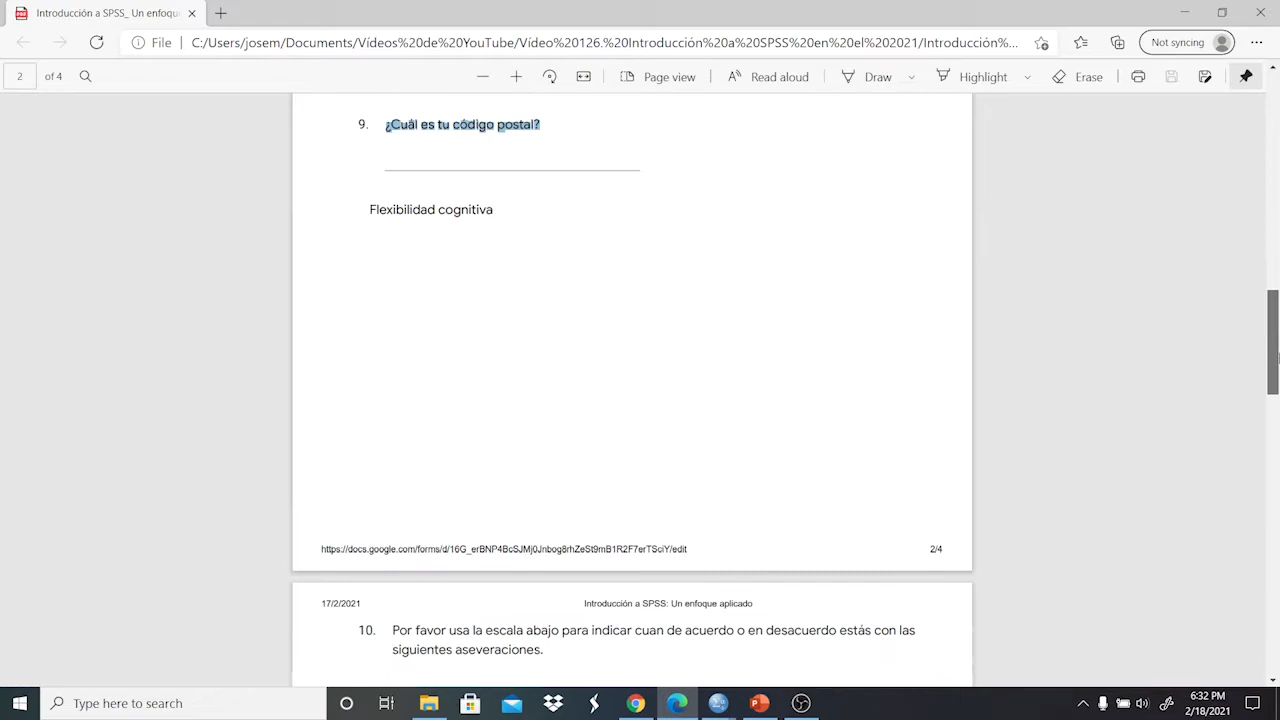 Introducción a SPSS_ Un enfoqu
Not syncing
File
C:/Users/josem/Documents/Vídeos%20de%20YouTube/Vídeo%20126.%20Introducción%20a%20SPSS%20en%20el%202021/Introducción%...
2 of 4
Page view
Read aloud
Draw
Highlight
Erase
9. ¿Cuál es tu código postal?
Flexibilidad cognitiva
https://docs.google.com/forms/d/16G_erBNP4BcSJMj0Jnbog8rhZeSt9mB1R2F7erTSciY/edit
2/4
17/2/2021
Introducción a SPSS: Un enfoque aplicado
10. Por favor usa la escala abajo para indicar cuan de acuerdo o en desacuerdo estás con las
siguientes aseveraciones.
Type here to search
6:32 PM
2/18/2021